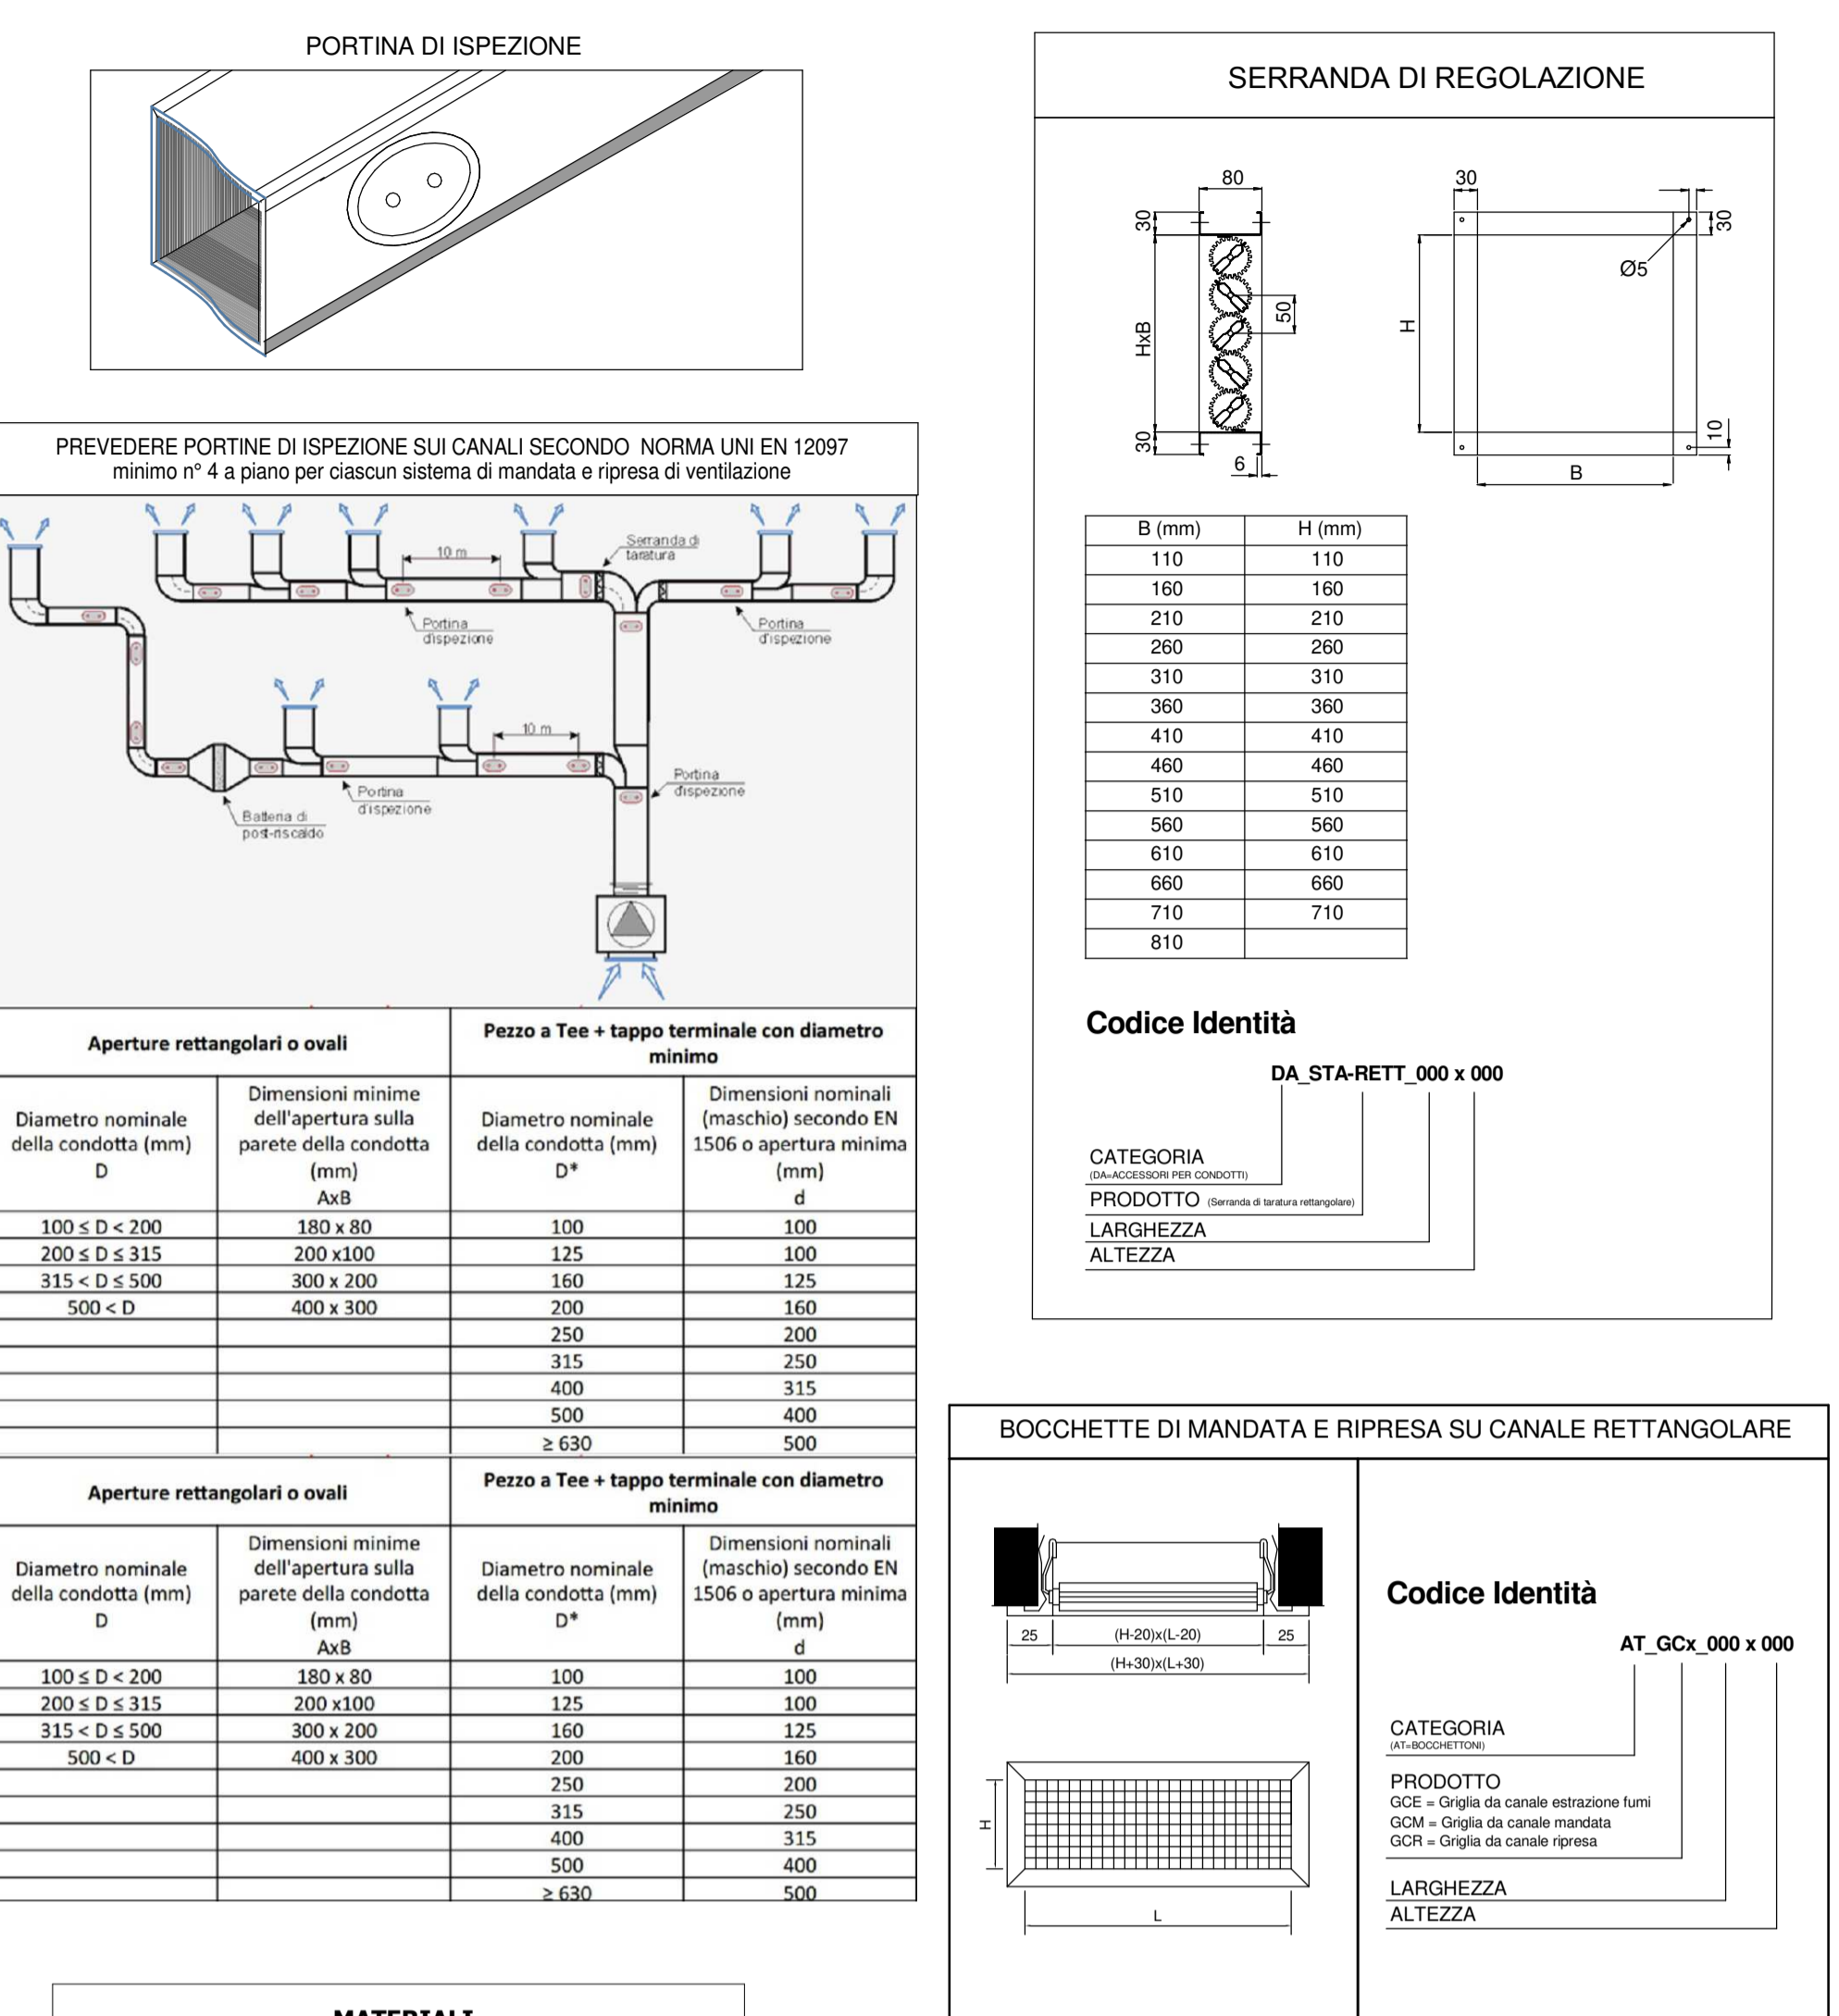 PORTINA DI ISPEZIONE
PREVEDERE PORTINE DI ISPEZIONE SUI CANALI SECONDO NORMA UNI EN 12097
minimo n° 4 a piano per ciascun sistema di mandata e ripresa di ventilazione
10 m
Serranda di
taratura
Portina
d'ispezione
Portina
d'ispezione
10 m
Portina
d'ispezione
Portina
d'ispezione
Batteria di
post-riscaldo
Aperture rettangolari o ovali
Pezzo a Tee + tappo terminale con diametro
minimo
Diametro nominale
della condotta (mm)
D
Dimensioni minime
dell'apertura sulla
parete della condotta
(mm)
AxB
Diametro nominale
della condotta (mm)
D*
Dimensioni nominali
(maschio) secondo EN
1506 o apertura minima
(mm)
d
100 ≤ D < 200 180 x 80 100 100
200 ≤ D ≤ 315 200 x100 125 100
315 < D ≤ 500 300 x 200 160 125
500 < D 400 x 300 200 160
250 200
315 250
400 315
500 400
≥ 630 500
Aperture rettangolari o ovali
Pezzo a Tee + tappo terminale con diametro
minimo
Diametro nominale
della condotta (mm)
D
Dimensioni minime
dell'apertura sulla
parete della condotta
(mm)
AxB
Diametro nominale
della condotta (mm)
D*
Dimensioni nominali
(maschio) secondo EN
1506 o apertura minima
(mm)
d
100 ≤ D < 200 180 x 80 100 100
200 ≤ D ≤ 315 200 x100 125 100
315 < D ≤ 500 300 x 200 160 125
500 < D 400 x 300 200 160
250 200
315 250
400 315
500 400
≥ 630 500
MATERIALI
SERRANDA DI REGOLAZIONE
80
30
HxB
50
30
6
30
30
Ø5
H
10
B
B (mm) H (mm)
110 110
160 160
210 210
260 260
310 310
360 360
410 410
460 460
510 510
560 560
610 610
660 660
710 710
810
Codice Identità
DA_STA-RETT_000 x 000
CATEGORIA
(DA=ACCESSORI PER CONDOTTI)
PRODOTTO (Serranda di taratura rettangolare)
LARGHEZZA
ALTEZZA
BOCCHETTE DI MANDATA E RIPRESA SU CANALE RETTANGOLARE
25 (H-20)x(L-20) 25
(H+30)x(L+30)
H
L
Codice Identità
AT_GCx_000 x 000
CATEGORIA
(AT=BOCCHETTONI)
PRODOTTO
GCE = Griglia da canale estrazione fumi
GCM = Griglia da canale mandata
GCR = Griglia da canale ripresa
LARGHEZZA
ALTEZZA